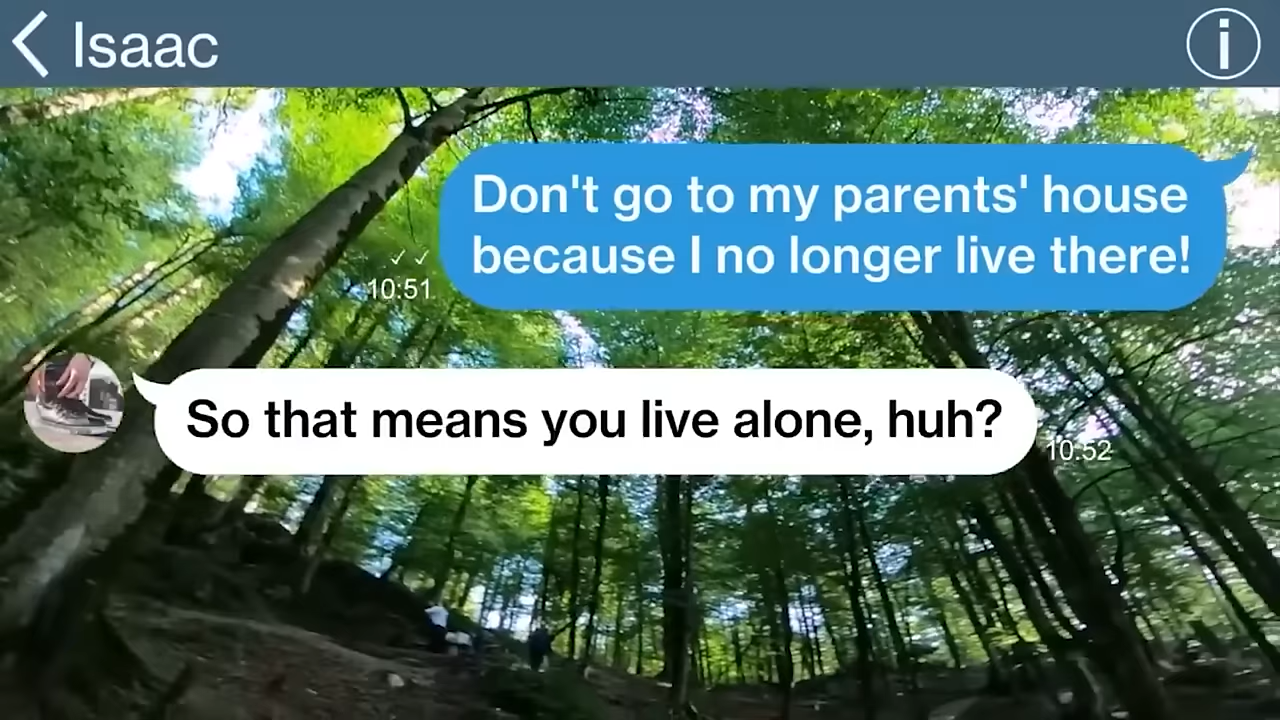 Isaac
Don't go to my parents' house
because I no longer live there!
10:51
So that means you live alone, huh?
10:52